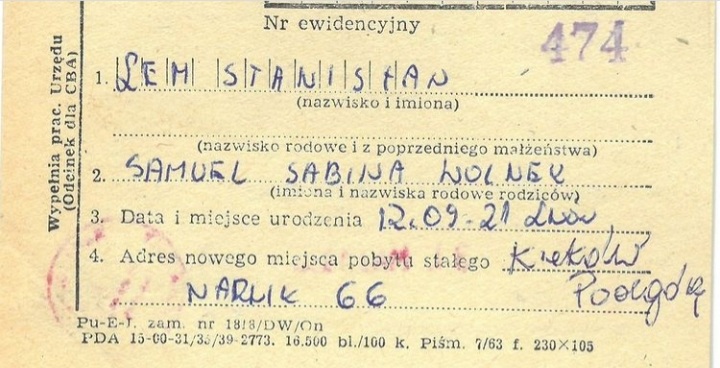 Nr ewidencyjny
474
Wypełnia prac. Urzędu
(Odcinek dla CBA)
1. LEM STANISŁAN
(nazwisko i imiona)
(nazwisko rodowe i z poprzedniego małżeństwa)
2. SAMUEL SABINA WOLNEK
(imiona i nazwiska rodowe rodziców)
3. Data i miejsce urodzenia 12.09-21 Lwów
4. Adres nowego miejsca pobytu stałego Kraków
NARLIK 66 Podgórze
Pu-E-J. zam. nr 1818/DW/On
PDA 15-00-31/35/39-2773. 16.500 bl./100 k. Piśm. 7/63 f. 230×105